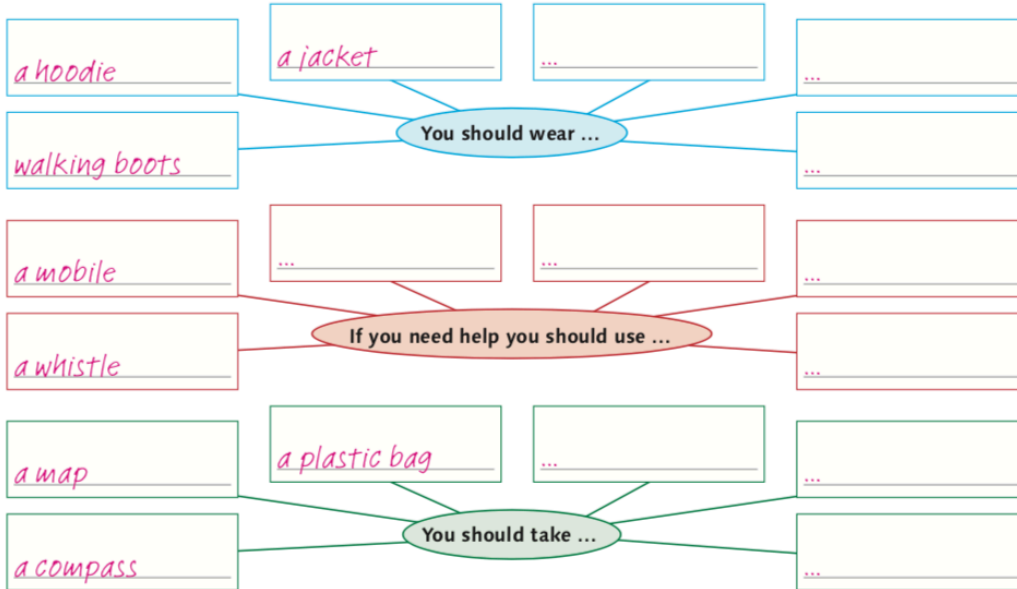 a hoodie
a jacket
...
...
walking boots
You should wear ...
...
a mobile
...
...
...
a whistle
If you need help you should use ...
...
a map
a plastic bag
...
...
a compass
You should take ...
...